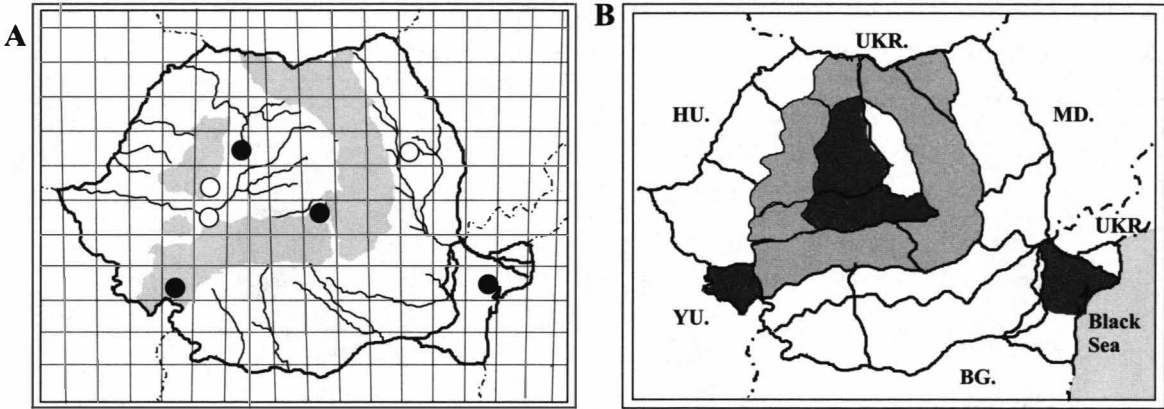 A
B
UKR.
HU.
MD.
UKR.
YU.
Black
Sea
BG.